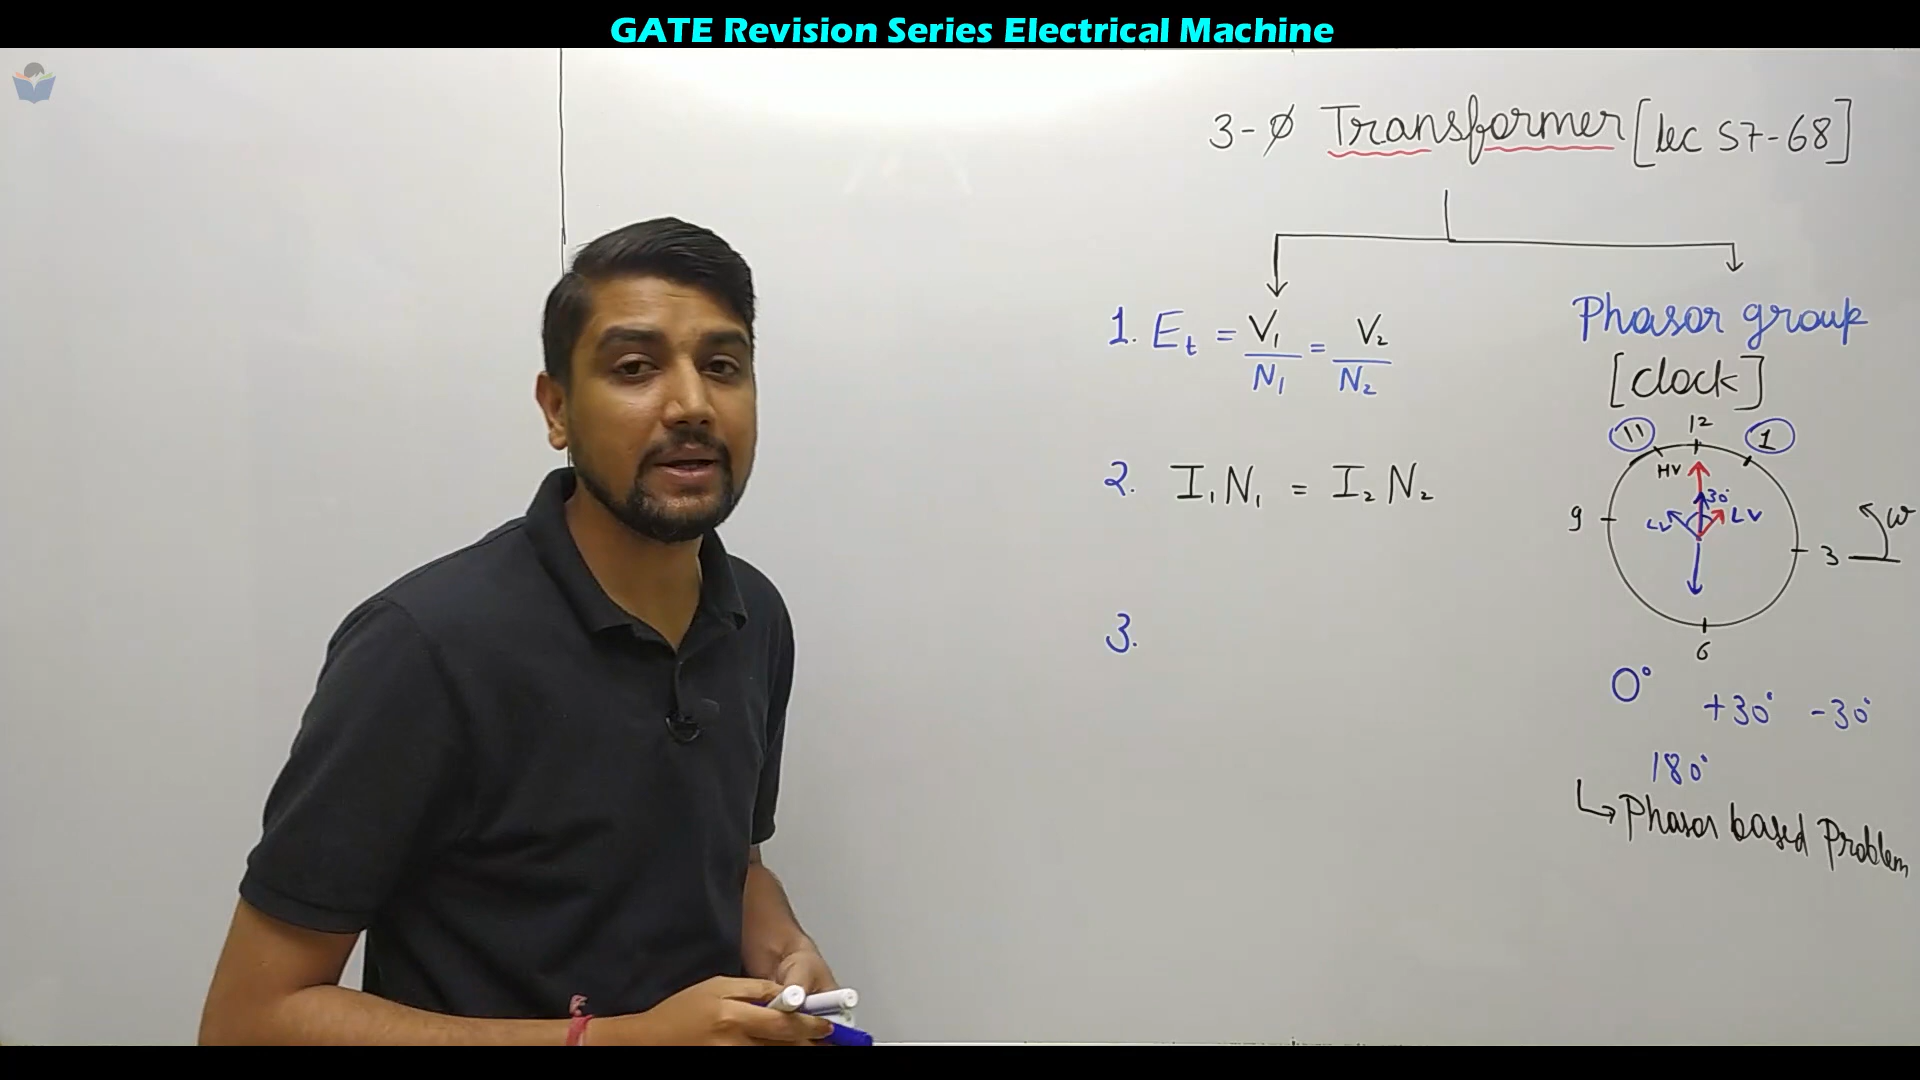 GATE Revision Series Electrical Machine
3-ø Transformer [lec 57-68]
1. Et = V1/N1 = V2/N2
2. I1N1 = I2N2
3.
Phasor group
[clock]
11 12 1
HV
30°
LV LV
9 3 ω
6
0° +30° -30°
180°
↳ Phasor based Problem